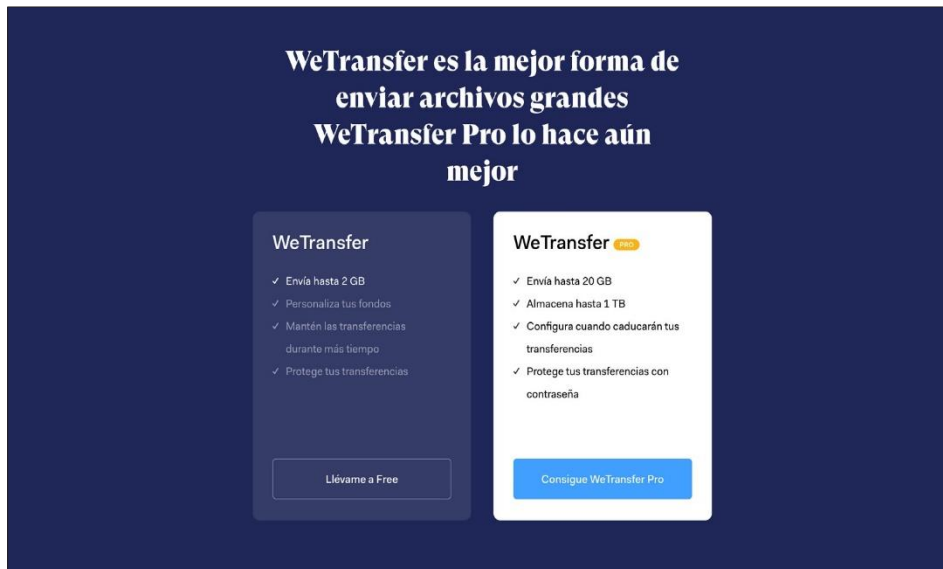 WeTransfer es la mejor forma de
enviar archivos grandes
WeTransfer Pro lo hace aún
mejor
WeTransfer
✓ Envía hasta 2 GB
✓ Personaliza tus fondos
✓ Mantén las transferencias
durante más tiempo
✓ Protege tus transferencias
Llévame a Free
WeTransfer PRO
✓ Envía hasta 20 GB
✓ Almacena hasta 1 TB
✓ Configura cuando caducarán tus
transferencias
✓ Protege tus transferencias con
contraseña
Consigue WeTransfer Pro